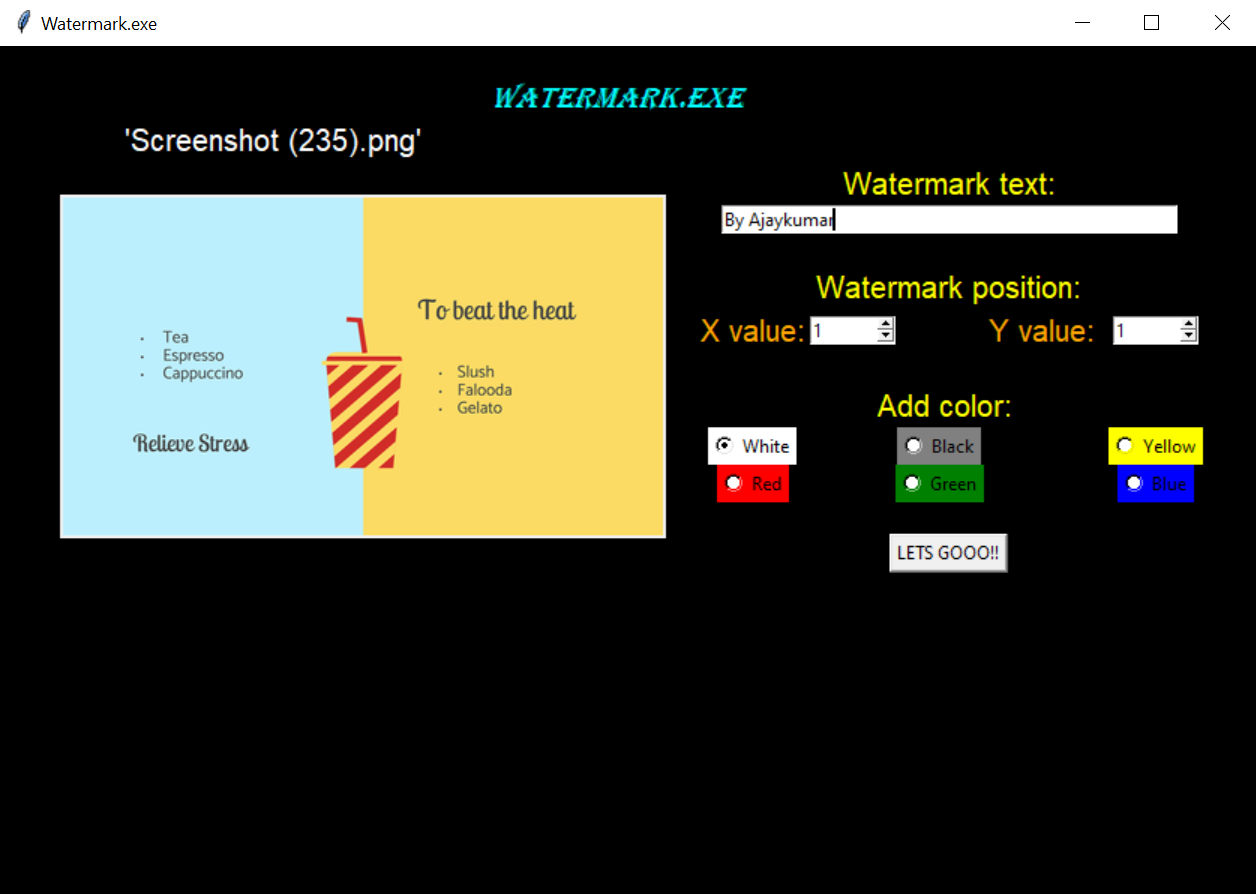 Watermark.exe
WATERMARK.EXE
'Screenshot (235).png'
To beat the heat
• Tea
• Espresso
• Cappuccino
• Slush
• Falooda
• Gelato
Relieve Stress
Watermark text:
By Ajaykumar
Watermark position:
X value: 1 Y value: 1
Add color:
White Black Yellow
Red Green Blue
LETS GOOO!!